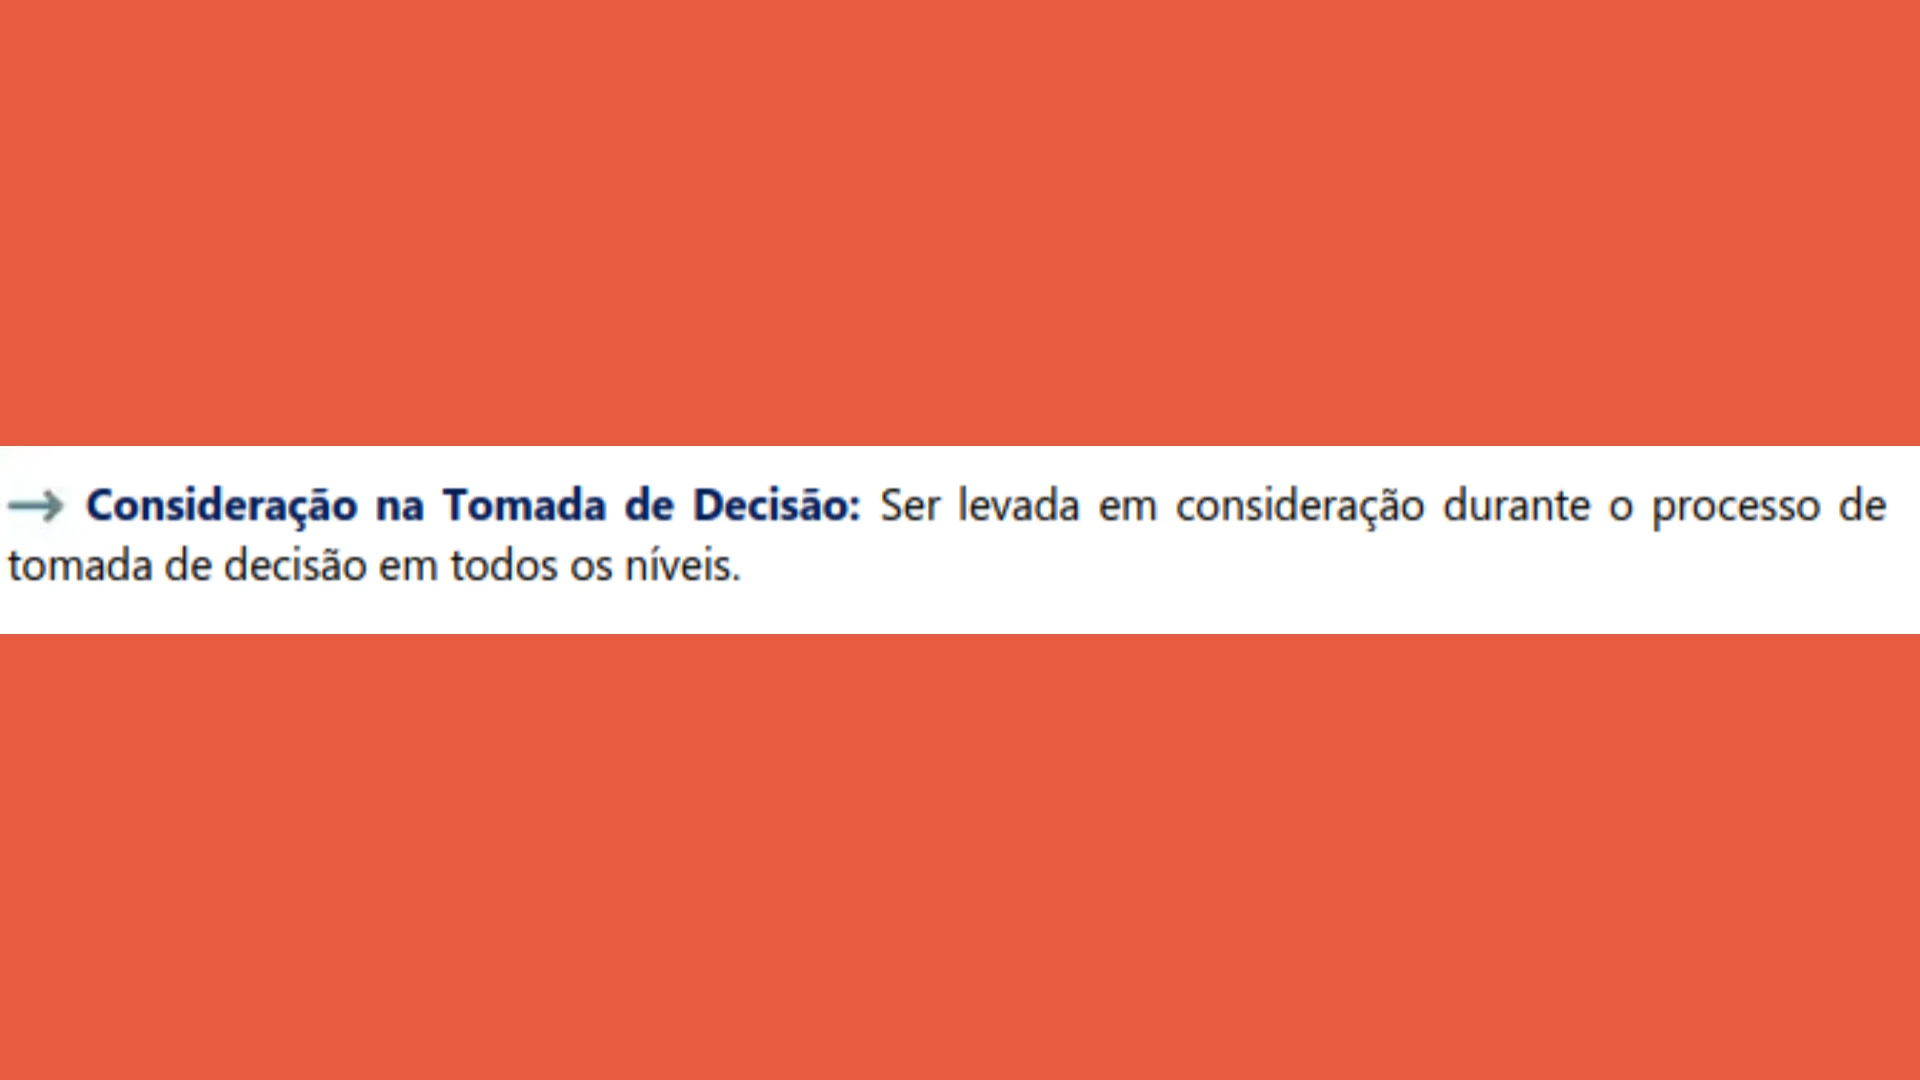 → Consideração na Tomada de Decisão: Ser levada em consideração durante o processo de
tomada de decisão em todos os níveis.